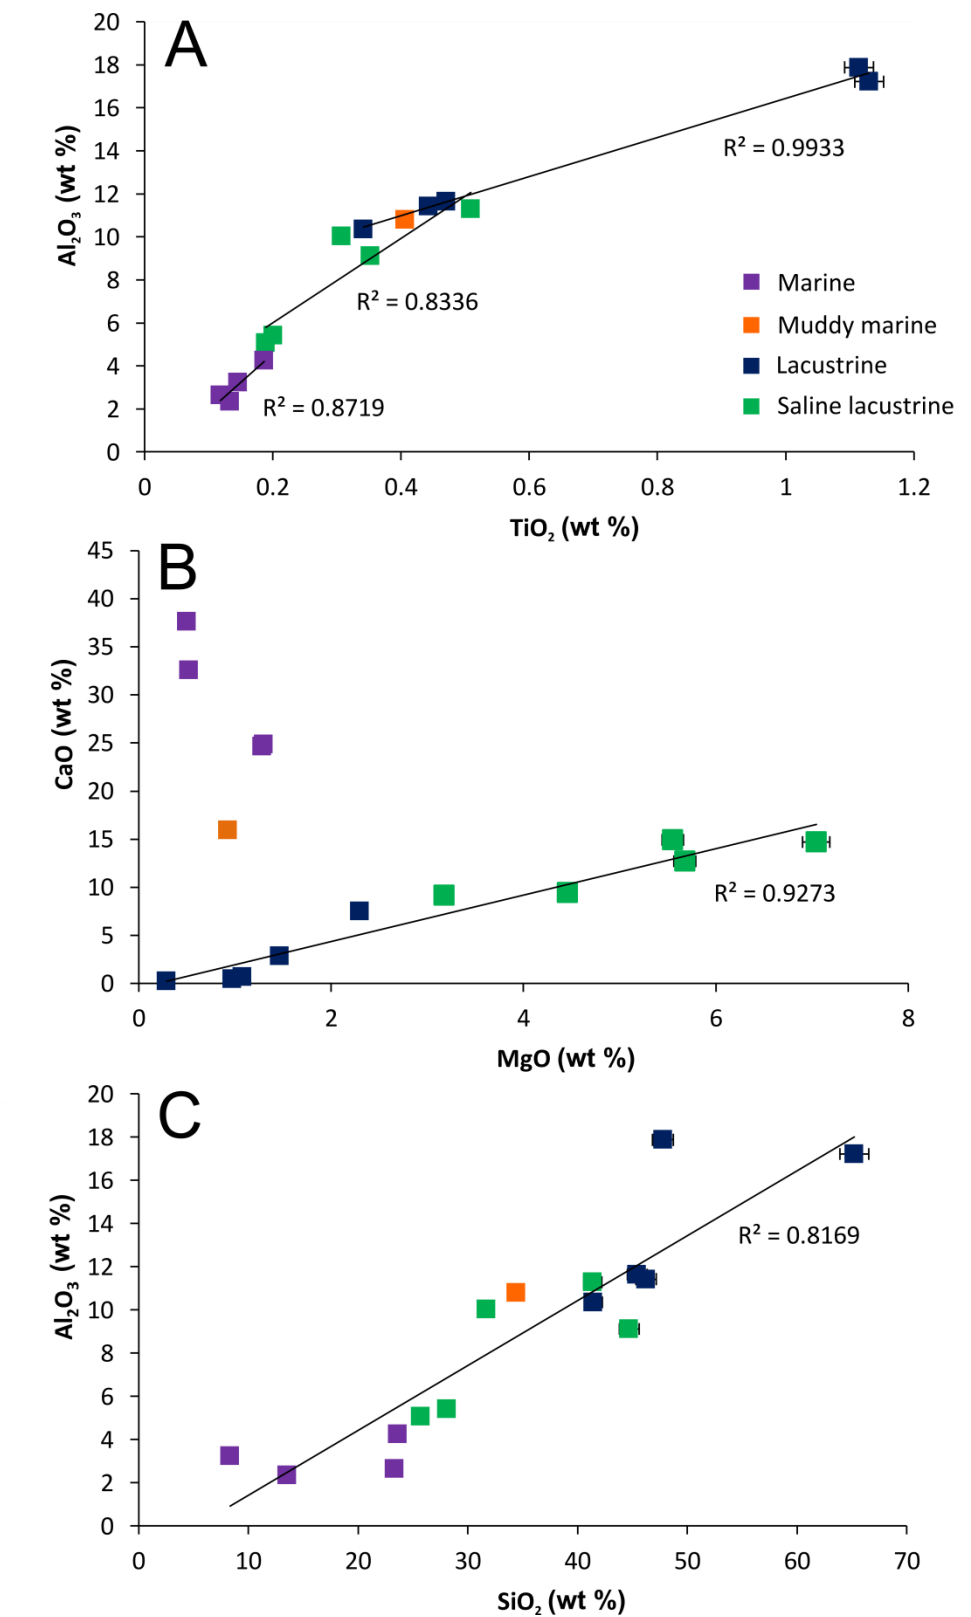 A
20
18
16
14
12
10
8
6
4
2
0
Al₂O₃ (wt %)
R² = 0.9933
R² = 0.8336
R² = 0.8719
Marine
Muddy marine
Lacustrine
Saline lacustrine
0 0.2 0.4 0.6 0.8 1 1.2
TiO₂ (wt %)
B
45
40
35
30
25
20
15
10
5
0
CaO (wt %)
R² = 0.9273
0 2 4 6 8
MgO (wt %)
C
20
18
16
14
12
10
8
6
4
2
0
Al₂O₃ (wt %)
R² = 0.8169
0 10 20 30 40 50 60 70
SiO₂ (wt %)